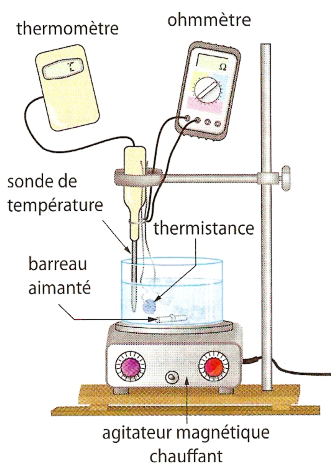 thermomètre
ohmmètre
°C
Ω
sonde de
température
thermistance
barreau
aimanté
agitateur magnétique
chauffant